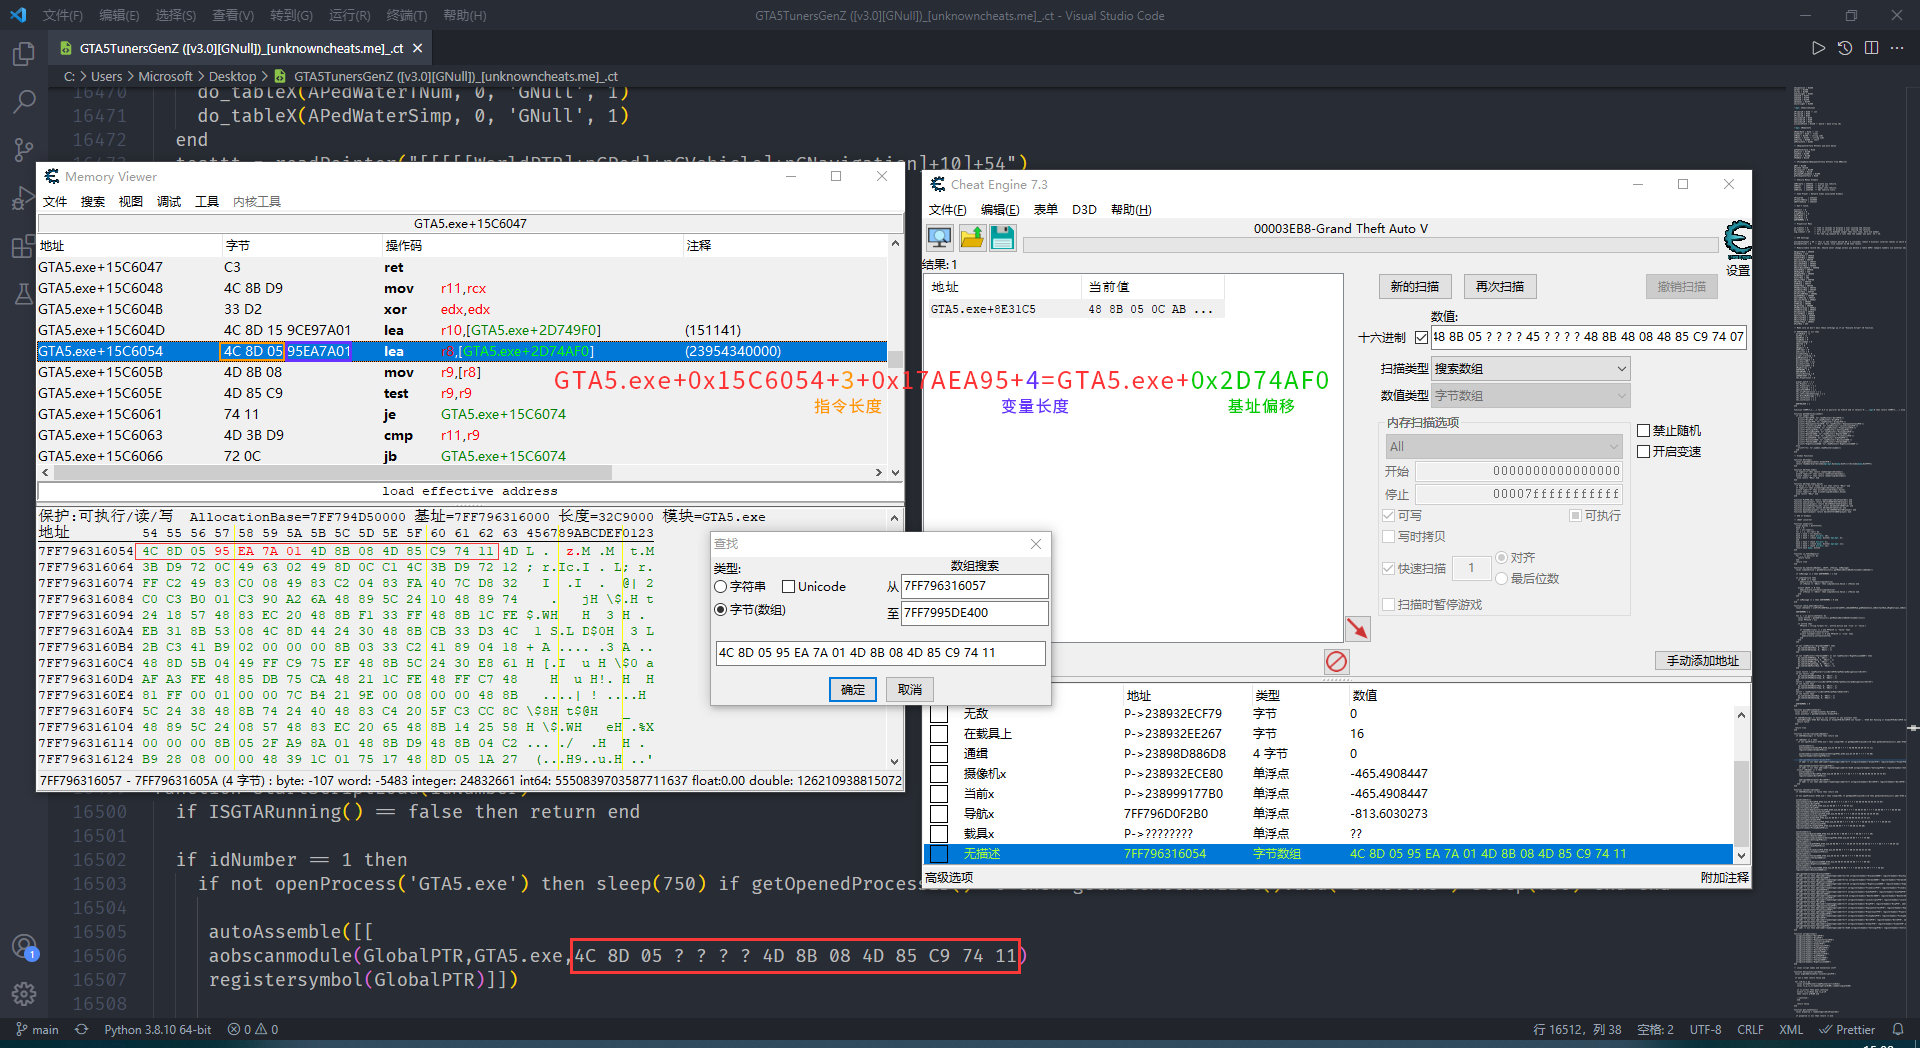 文件(F) 编辑(E) 选择(S) 查看(V) 转到(G) 运行(R) 终端(T) 帮助(H)
GTA5TunersGenZ ([v3.0][GNull])_[unknowncheats.me]_.ct - Visual Studio Code
GTA5TunersGenZ ([v3.0][GNull])_[unknowncheats.me]_.ct
C: > Users > Microsoft > Desktop > GTA5TunersGenZ ([v3.0][GNull])_[unknowncheats.me]_.ct
16470 do_tableX(APedWaterTNum, 0, 'GNull', 1)
16471 do_tableX(APedWaterSimp, 0, 'GNull', 1)
16472 end
Memory Viewer
文件 搜索 视图 调试 工具 内核工具
GTA5.exe+15C6047
地址 字节 操作码 注释
GTA5.exe+15C6047 C3 ret
GTA5.exe+15C6048 4C 8B D9 mov r11,rcx
GTA5.exe+15C604B 33 D2 xor edx,edx
GTA5.exe+15C604D 4C 8D 15 9CE97A01 lea r10,[GTA5.exe+2D749F0] (151141)
GTA5.exe+15C6054 4C 8D 05 95EA7A01 lea r8,[GTA5.exe+2D74AF0] (23954340000)
GTA5.exe+15C605B 4D 8B 08 mov r9,[r8]
GTA5.exe+15C605E 4D 85 C9 test r9,r9
GTA5.exe+15C6061 74 11 je GTA5.exe+15C6074
GTA5.exe+15C6063 4D 3B D9 cmp r11,r9
GTA5.exe+15C6066 72 0C jb GTA5.exe+15C6074
load effective address
GTA5.exe+0x15C6054+3+0x17AEA95+4=GTA5.exe+0x2D74AF0
指令长度 变量长度 基址偏移
保护:可执行/读/写 AllocationBase=7FF794D50000 基址=7FF796316000 长度=32C9000 模块=GTA5.exe
地址 54 55 56 57 58 59 5A 5B 5C 5D 5E 5F 60 61 62 63 456789ABCDEF0123
7FF796316054 4C 8D 05 95 EA 7A 01 4D 8B 08 4D 85 C9 74 11 4D L . z.M .M t.M
7FF796316064 3B D9 72 0C 49 63 02 49 8D 0C C1 4C 3B D9 72 12 ; r.Ic.I . L; r.
7FF796316074 FF C2 49 83 C0 08 49 83 C2 04 83 FA 40 7C D8 32 I .I . @| 2
7FF796316084 C0 C3 B0 01 C3 90 A2 6A 48 89 5C 24 10 48 89 74 . jH \$.H t
7FF796316094 24 18 57 48 83 EC 20 48 8B F1 33 FF 48 8B 1C FE $.WH H 3 H .
7FF7963160A4 EB 31 8B 53 08 4C 8D 44 24 30 48 8B CB 33 D3 4C 1 S.L D$0H 3 L
7FF7963160B4 2B C3 41 B9 02 00 00 00 8B 03 33 C2 41 89 04 18 + A .... .3 A ..
7FF7963160C4 48 8D 5B 04 49 FF C9 75 EF 48 8B 5C 24 30 E8 61 H [.I u H \$0 a
7FF7963160D4 AF A3 FE 48 85 DB 75 CA 48 21 1C FE 48 FF C7 48 H u H!. H H
7FF7963160E4 81 FF 00 01 00 00 7C B4 21 9E 00 08 00 00 48 8B ....| ! ....H
7FF7963160F4 5C 24 38 48 8B 74 24 40 48 83 C4 20 5F C3 CC 8C \$8H t$@H _
7FF796316104 48 89 5C 24 08 57 48 83 EC 20 65 48 8B 14 25 58 H \$.WH eH .%X
7FF796316114 00 00 00 8B 05 2F A9 8A 01 48 8B D9 48 8B 04 C2 ... ./ .H H .
7FF796316124 B9 28 08 00 00 48 39 1C 01 75 17 48 8D 05 1A 27 (...H9..u.H ..'
7FF796316057 - 7FF79631605A (4 字节) : byte: -107 word: -5483 integer: 24832661 int64: 5550839703587711637 float:0.00 double: 126210938815072
Cheat Engine 7.3
文件(F) 编辑(E) 表单 D3D 帮助(H)
00003EB8-Grand Theft Auto V
设置
结果: 1
地址 当前值
GTA5.exe+8E31C5 48 8B 05 0C AB ...
新的扫描 再次扫描 撤销扫描
数值:
十六进制 48 8B 05 ? ? ? ? 45 ? ? ? ? 48 8B 48 08 48 85 C9 74 07
扫描类型 搜索数组
数值类型 字节数组
内存扫描选项
All
开始 0000000000000000
停止 00007fffffffffff
可写 可执行
写时拷贝
快速扫描 1 对齐
最后位数
扫描时暂停游戏
禁止随机
开启变速
手动添加地址
查找
类型: 数组搜索
字符串 Unicode 从 7FF796316057
字节(数组) 至 7FF7995DE400
4C 8D 05 95 EA 7A 01 4D 8B 08 4D 85 C9 74 11
确定 取消
地址 类型 数值
无敌 P->238932ECF79 字节 0
在载具上 P->238932EE267 字节 16
通缉 P->23898D886D8 4 字节 0
摄像机x P->238932ECE80 单浮点 -465.4908447
当前x P->238999177B0 单浮点 -465.4908447
导航x 7FF796D0F2B0 单浮点 -813.6030273
载具x P->???????? 单浮点 ??
无描述 7FF796316054 字节数组 4C 8D 05 95 EA 7A 01 4D 8B 08 4D 85 C9 74 11
高级选项 附加注释
16500 if ISGTARunning() == false then return end
16501
16502 if idNumber == 1 then
16503 if not openProcess('GTA5.exe') then sleep(750) if getOpenedProcess
16504
16505 autoAssemble([[
16506 aobscanmodule(GlobalPTR,GTA5.exe,4C 8D 05 ? ? ? ? 4D 8B 08 4D 85 C9 74 11)
16507 registersymbol(GlobalPTR)]])
16508
main Python 3.8.10 64-bit 0 0
行 16512，列 38 空格: 2 UTF-8 CRLF XML Prettier